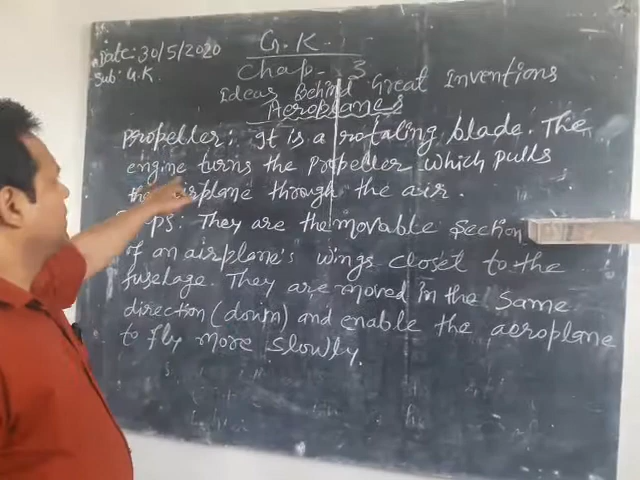 Date: 30/5/2020
Sub: G.K
G.K
Chap- 3
Ideas Behind Great Inventions
Aeroplanes
Propeller: It is a rotating blade. The
engine turns the Propeller which pulls
the airplane through the air.
They are the movable section
of an airplane's wings closet to the
fuselage. They are moved in the same
direction (down) and enable the aeroplane
to fly more slowly.